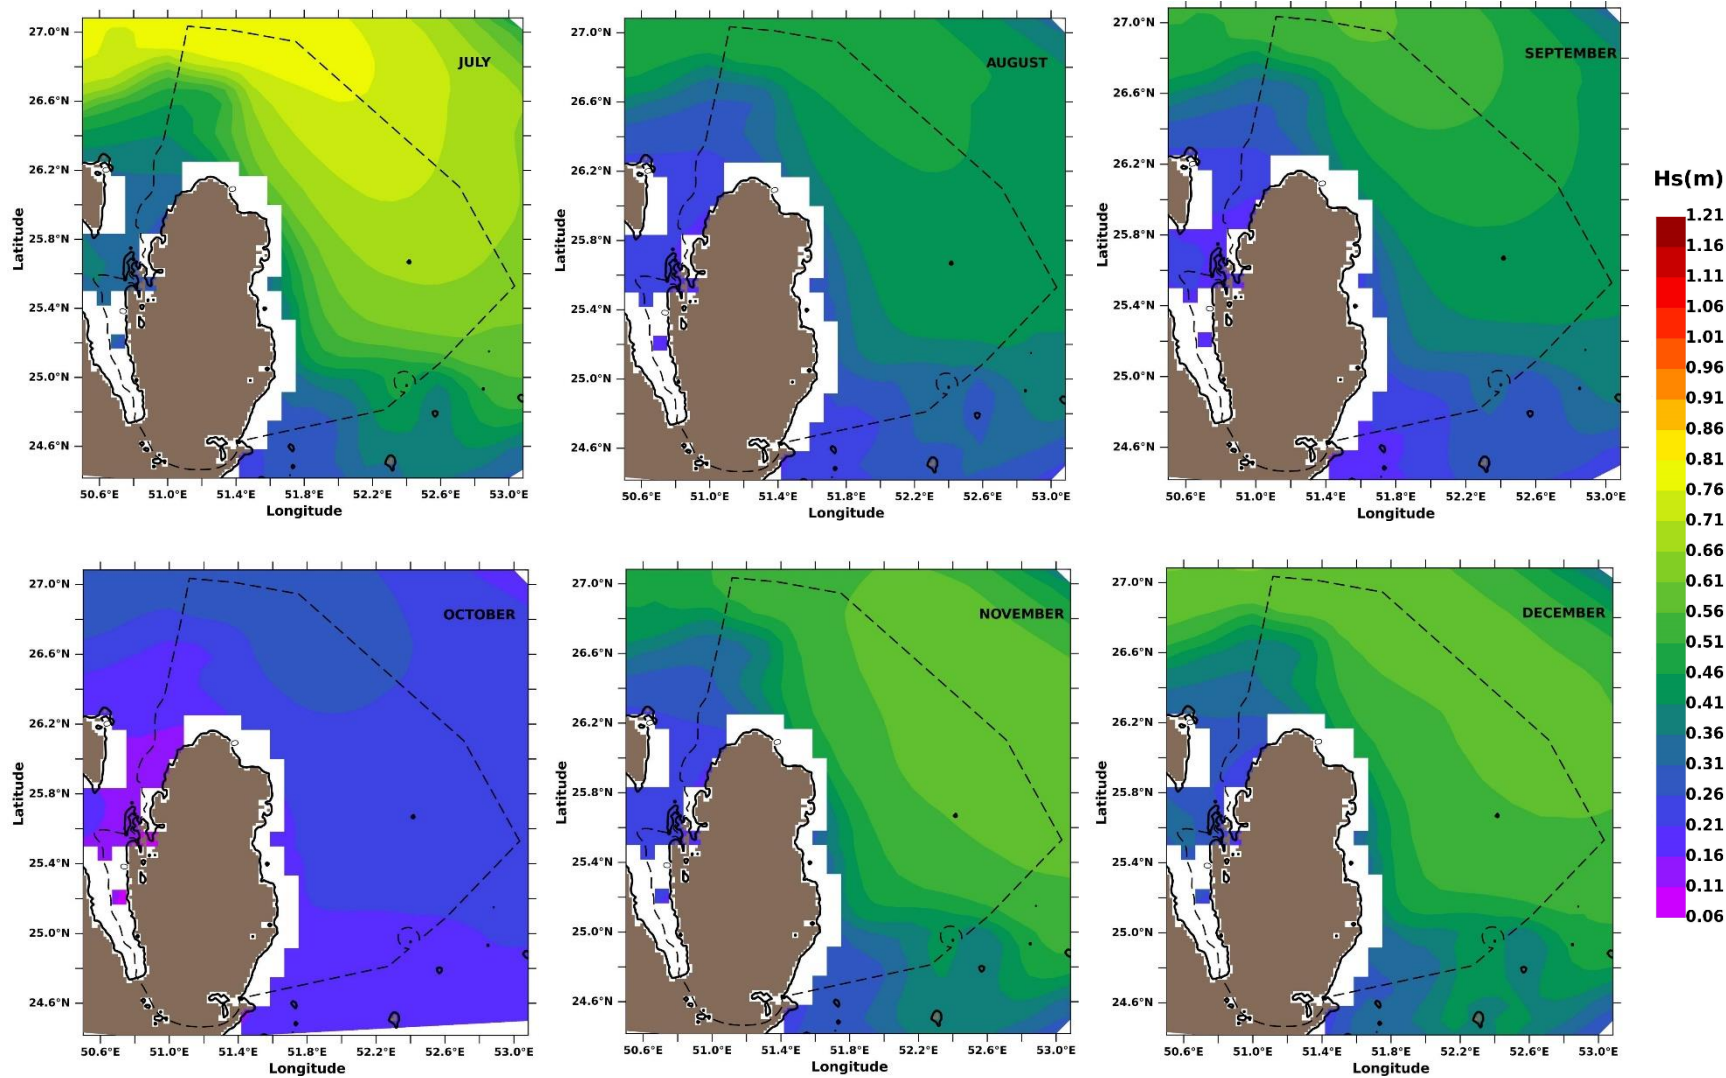 JULY
27.0°N
26.6°N
26.2°N
25.8°N
25.4°N
25.0°N
24.6°N
Latitude
50.6°E 51.0°E 51.4°E 51.8°E 52.2°E 52.6°E 53.0°E
Longitude
AUGUST
27.0°N
26.6°N
26.2°N
25.8°N
25.4°N
25.0°N
24.6°N
Latitude
50.6°E 51.0°E 51.4°E 51.8°E 52.2°E 52.6°E 53.0°E
Longitude
SEPTEMBER
27.0°N
26.6°N
26.2°N
25.8°N
25.4°N
25.0°N
24.6°N
Latitude
50.6°E 51.0°E 51.4°E 51.8°E 52.2°E 52.6°E 53.0°E
Longitude
OCTOBER
27.0°N
26.6°N
26.2°N
25.8°N
25.4°N
25.0°N
24.6°N
Latitude
50.6°E 51.0°E 51.4°E 51.8°E 52.2°E 52.6°E 53.0°E
Longitude
NOVEMBER
27.0°N
26.6°N
26.2°N
25.8°N
25.4°N
25.0°N
24.6°N
Latitude
50.6°E 51.0°E 51.4°E 51.8°E 52.2°E 52.6°E 53.0°E
Longitude
DECEMBER
27.0°N
26.6°N
26.2°N
25.8°N
25.4°N
25.0°N
24.6°N
Latitude
50.6°E 51.0°E 51.4°E 51.8°E 52.2°E 52.6°E 53.0°E
Longitude
Hs(m)
1.21
1.16
1.11
1.06
1.01
0.96
0.91
0.86
0.81
0.76
0.71
0.66
0.61
0.56
0.51
0.46
0.41
0.36
0.31
0.26
0.21
0.16
0.11
0.06